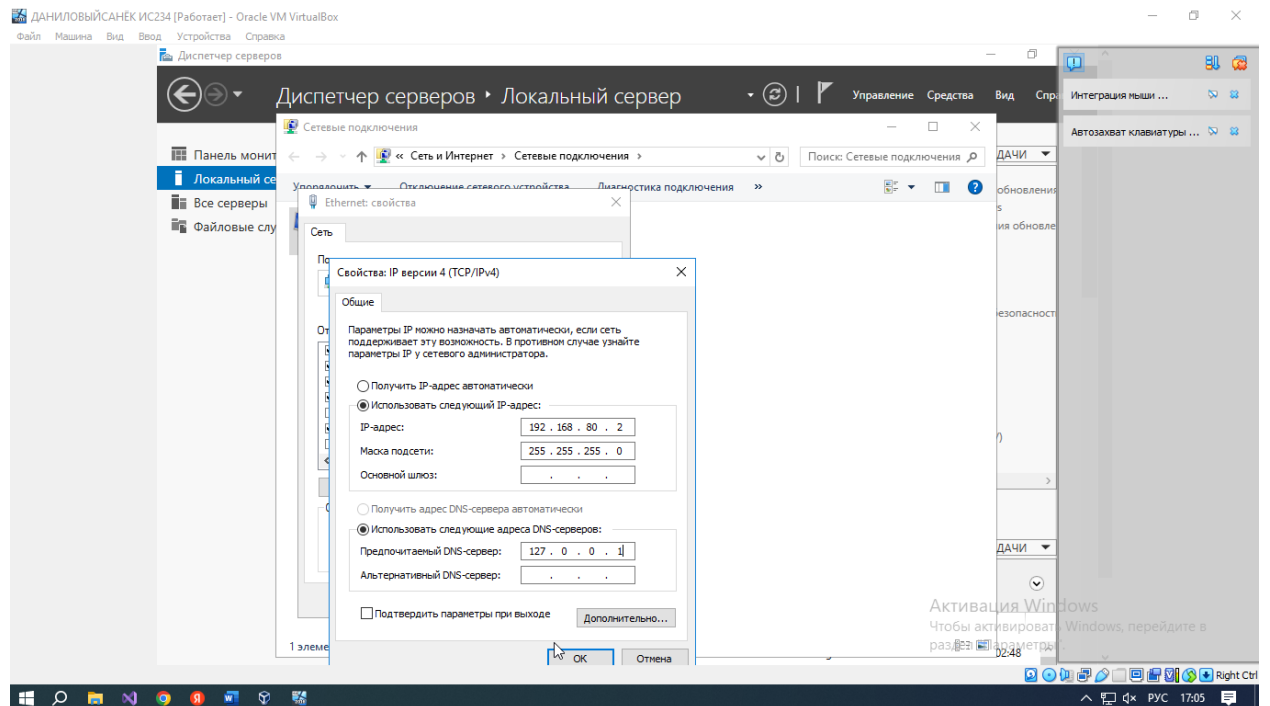 ДАНИЛОВЫЙСАНЁК ИС234 [Работает] - Oracle VM VirtualBox
Файл Машина Вид Ввод Устройства Справка
Диспетчер серверов
Диспетчер серверов • Локальный сервер
Управление Средства Вид Спра
Интеграция мыши ...
Автозахват клавиатуры ...
Панель монит
Локальный се
Все серверы
Файловые слу
Сетевые подключения
« Сеть и Интернет > Сетевые подключения >
Поиск: Сетевые подключения
Упорядочить Отключение сетевого устройства Диагностика подключения »
ДАЧИ
обновления
s
ия обновле
езопасност
)
ДАЧИ
Ethernet: свойства
Сеть
По
От
Свойства: IP версии 4 (TCP/IPv4)
Общие
Параметры IP можно назначать автоматически, если сеть
поддерживает эту возможность. В противном случае узнайте
параметры IP у сетевого администратора.
Получить IP-адрес автоматически
Использовать следующий IP-адрес:
IP-адрес: 192 . 168 . 80 . 2
Маска подсети: 255 . 255 . 255 . 0
Основной шлюз: . . .
Получить адрес DNS-сервера автоматически
Использовать следующие адреса DNS-серверов:
Предпочитаемый DNS-сервер: 127 . 0 . 0 . 1
Альтернативный DNS-сервер: . . .
Подтвердить параметры при выходе
Дополнительно...
OK Отмена
1 элеме
Активация Windows
Чтобы активировать Windows, перейдите в
раздел "Параметры".
02:48
Right Ctrl
РУС 17:05